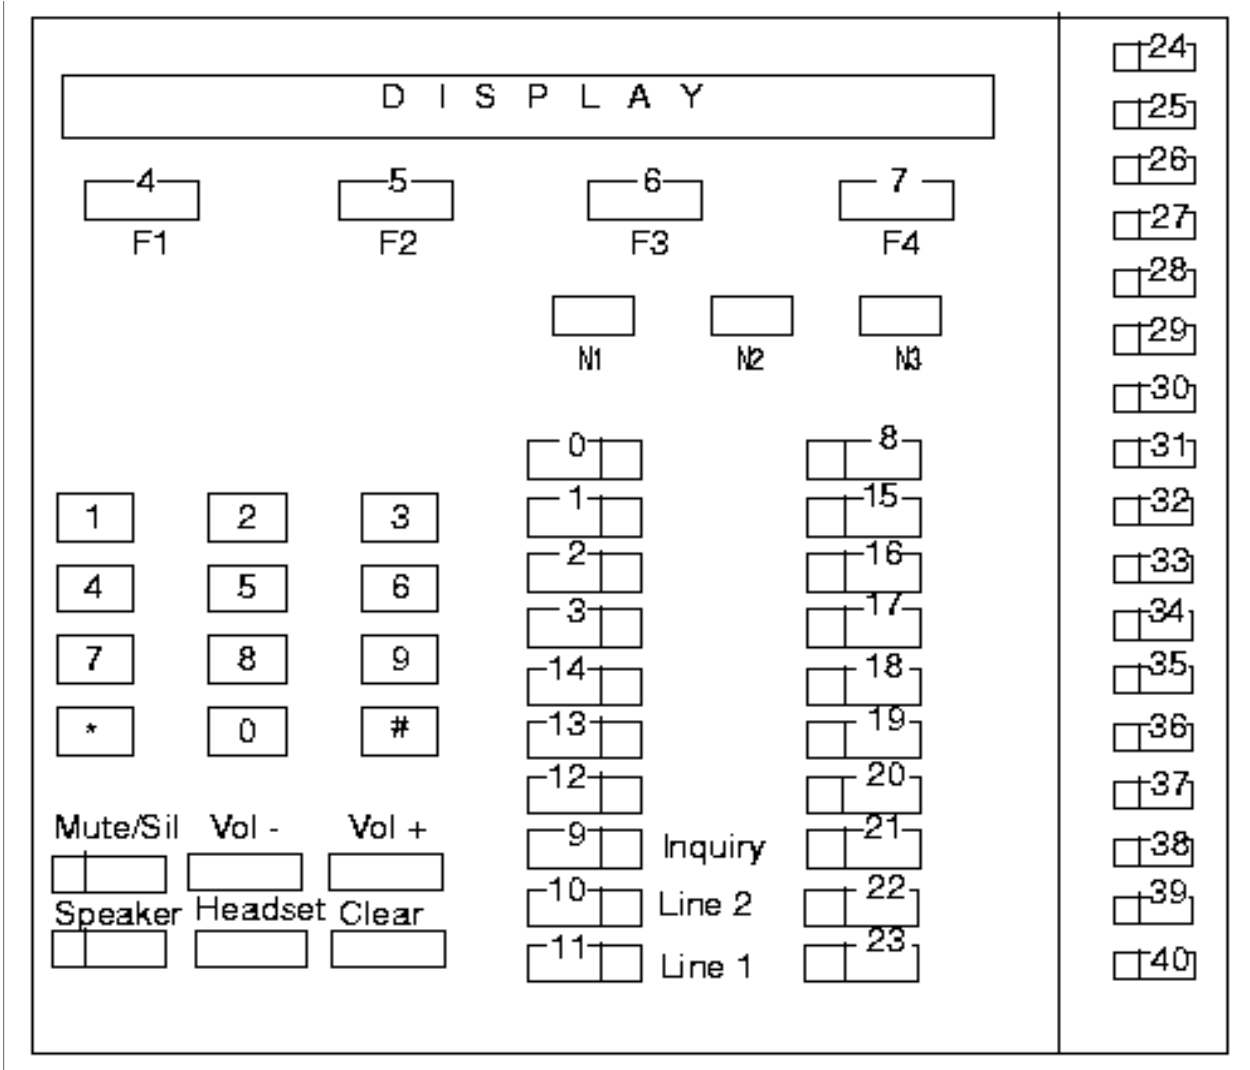 D I S P L A Y
4 5 6 7
F1 F2 F3 F4
N1 N2 N3
0 8
1 15
1 2 3
2 16
4 5 6
3 17
7 8 9
14 18
* 0 #
13 19
12 20
Mute/Sil Vol - Vol +
9 Inquiry 21
Speaker Headset Clear
10 Line 2 22
11 Line 1 23
24
25
26
27
28
29
30
31
32
33
34
35
36
37
38
39
40